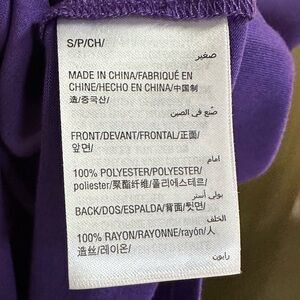 S/P/CH/
صغير
MADE IN CHINA/FABRIQUÉ EN
CHINE/HECHO EN CHINA/中国制
造/중국산/
صنع في الصين
FRONT/DEVANT/FRONTAL/正面/
앞면/
امام
100% POLYESTER/POLYESTER/
poliester/聚酯纤维/폴리에스테르/
بولي أستر
BACK/DOS/ESPALDA/背面/뒷면/
الخلف
100% RAYON/RAYONNE/rayón/人
造丝/레이온/
رايون